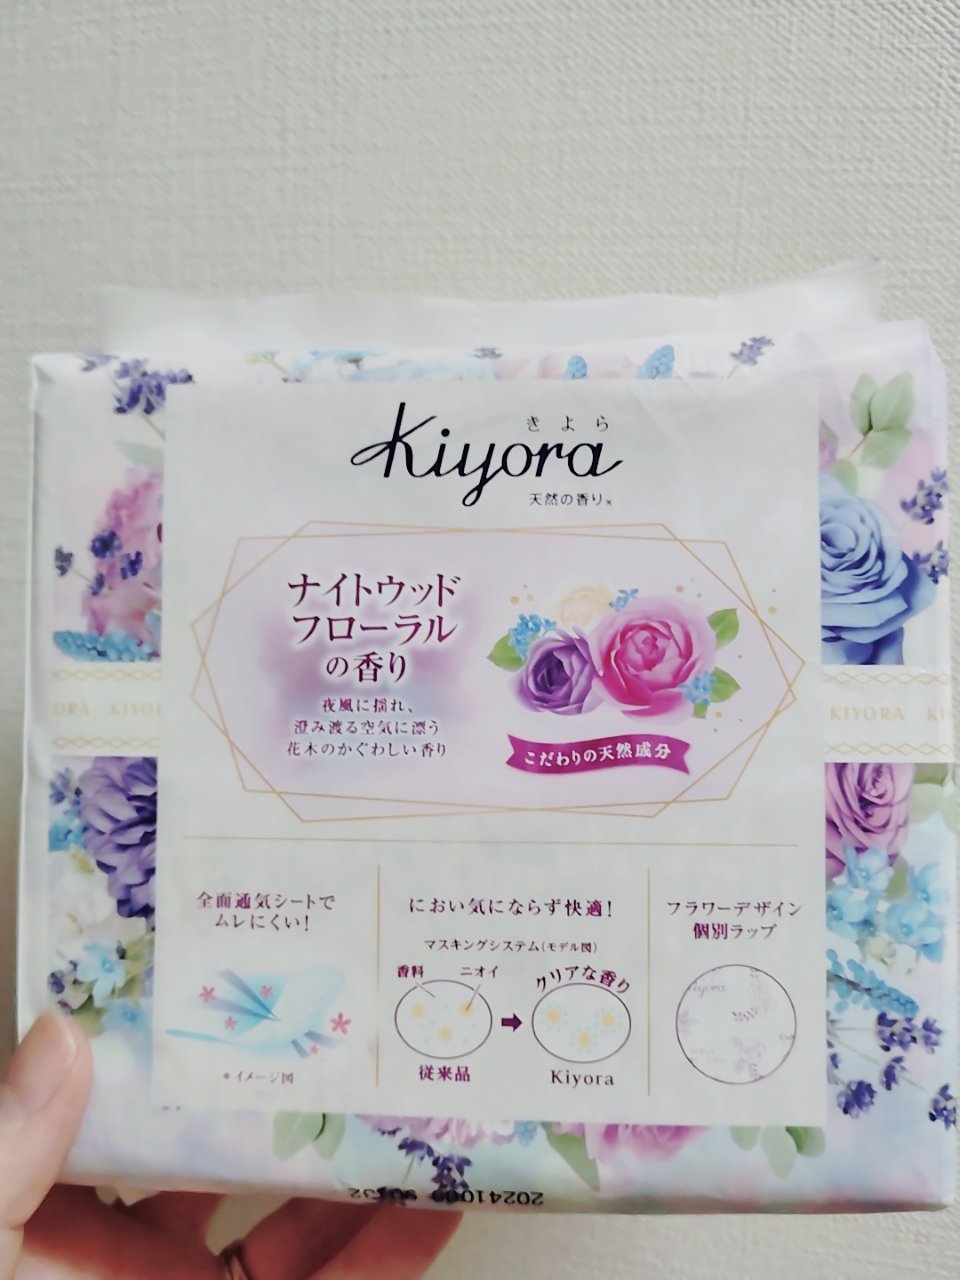 きよら
Kiyora
天然の香り※
ナイトウッド
フローラル
の香り
夜風に揺れ、
澄み渡る空気に漂う
花木のかぐわしい香り
こだわりの天然成分
KIYORA
全面通気シートで
ムレにくい!
*イメージ図
におい気にならず快適!
マスキングシステム(モデル図)
香料 ニオイ
クリアな香り
従来品
Kiyora
フラワーデザイン
個別ラップ